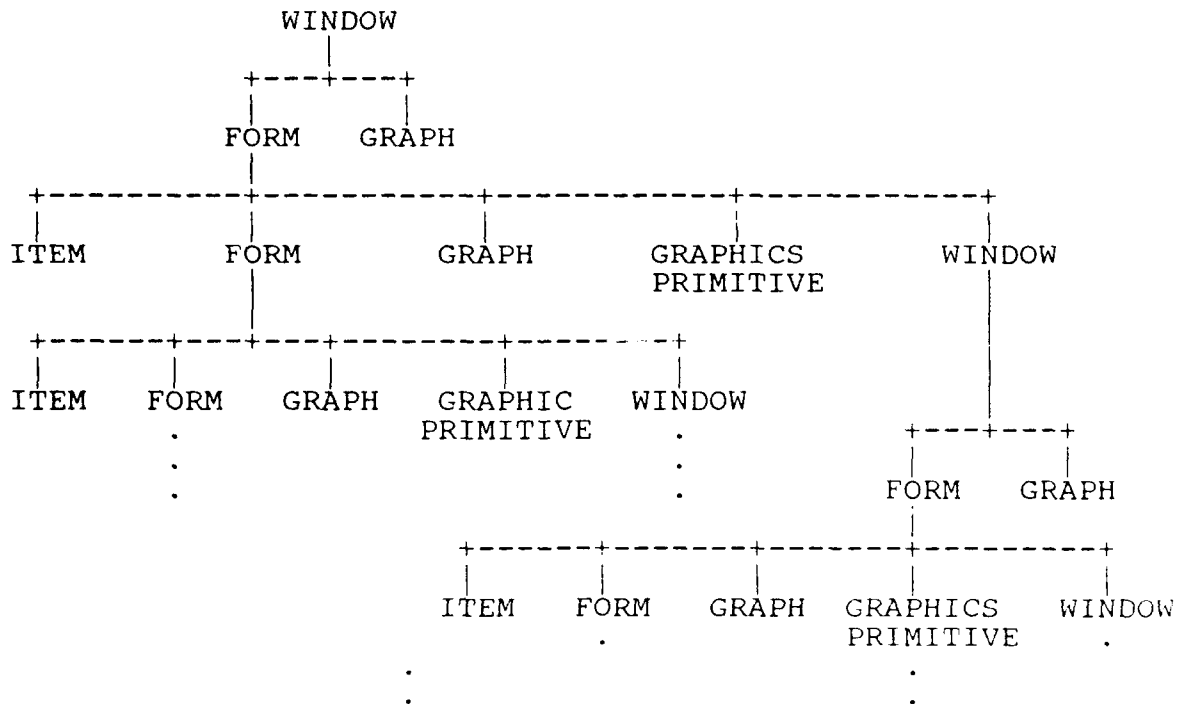 WINDOW
FORM GRAPH
ITEM FORM GRAPH GRAPHICS PRIMITIVE WINDOW
ITEM FORM GRAPH GRAPHIC PRIMITIVE WINDOW
FORM GRAPH
ITEM FORM GRAPH GRAPHICS PRIMITIVE WINDOW